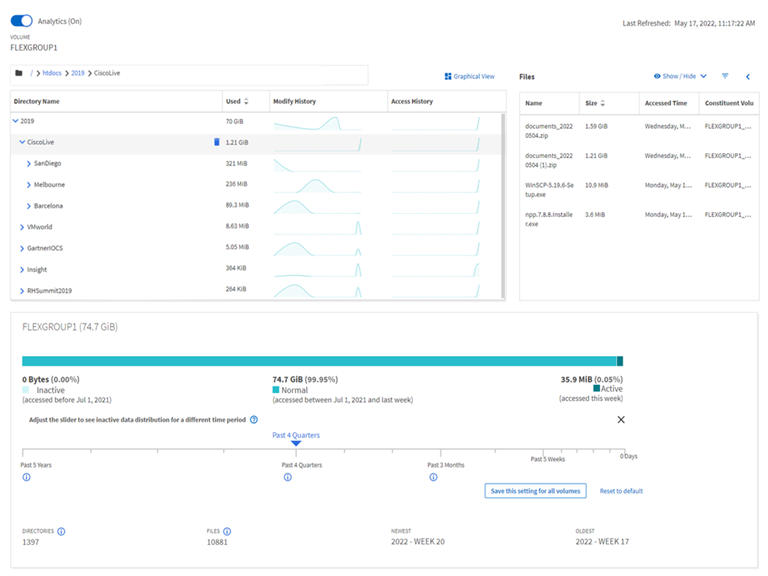 Analytics (On)
Last Refreshed: May 17, 2022, 11:17:22 AM
VOLUME
FLEXGROUP1
/ > htdocs > 2019 > CiscoLive
Graphical View
Files
Show / Hide
Directory Name Used Modify History Access History
2019 70 GiB
CiscoLive 1.21 GiB
SanDiego 321 MiB
Melbourne 236 MiB
Barcelona 89.3 MiB
VMworld 8.63 MiB
GartnerIOCS 5.05 MiB
Insight 364 KiB
RHSummit2019 264 KiB
Name Size Accessed Time Constituent Volu
documents_2022
0504.zip
1.59 GiB Wednesday, M... FLEXGROUP1_...
documents_2022
0504 (1).zip
1.21 GiB Wednesday, M... FLEXGROUP1_...
WinSCP-5.19.6-Se
tup.exe
10.9 MiB Monday, May 1... FLEXGROUP1_...
npp.7.8.8.Installe
r.exe
3.6 MiB Monday, May 1... FLEXGROUP1_...
FLEXGROUP1 (74.7 GiB)
0 Bytes (0.00%) 74.7 GiB (99.95%) 35.9 MiB (0.05%)
Inactive Normal Active
(accessed before Jul 1, 2021) (accessed between Jul 1, 2021 and last week) (accessed this week)
Adjust the slider to see inactive data distribution for a different time period
Past 4 Quarters
Past 5 Years Past 4 Quarters Past 3 Months Past 5 Weeks 0 Days
Save this setting for all volumes Reset to default
DIRECTORIES FILES NEWEST OLDEST
1397 10881 2022 - WEEK 20 2022 - WEEK 17